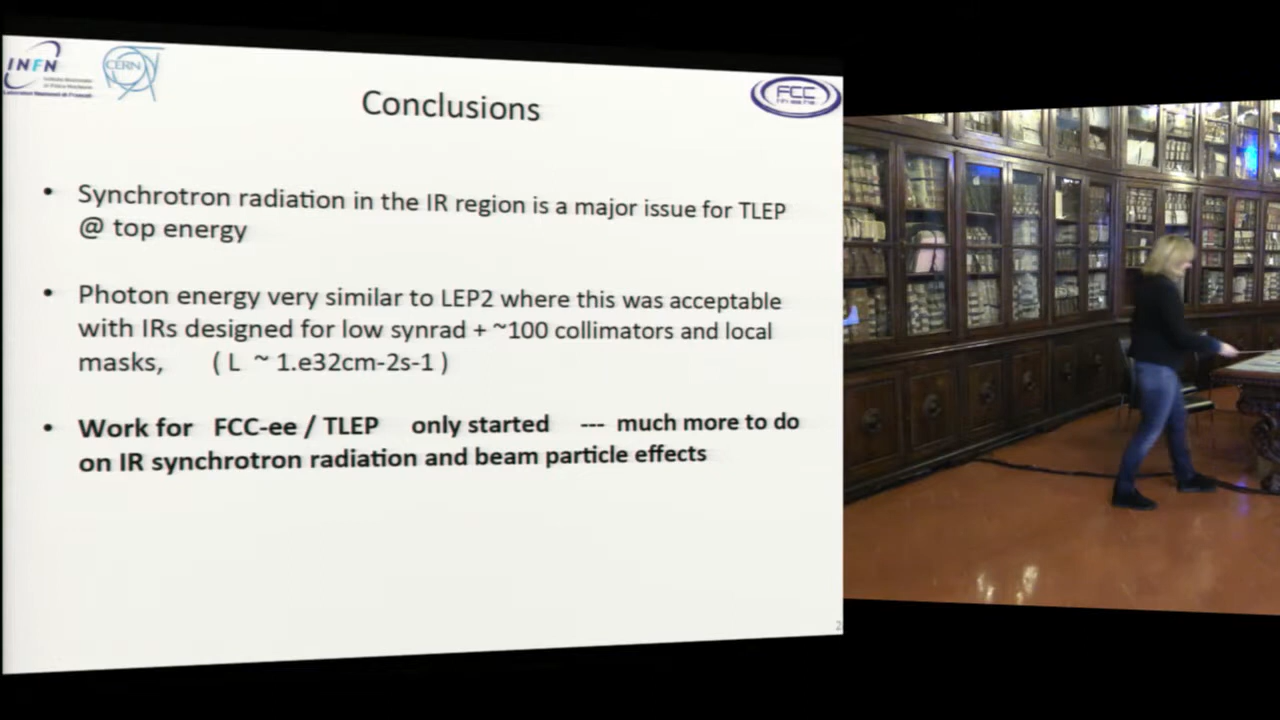 INFN
CERN
FCC
Conclusions
• Synchrotron radiation in the IR region is a major issue for TLEP
@ top energy
• Photon energy very similar to LEP2 where this was acceptable
with IRs designed for low synrad + ~100 collimators and local
masks, ( L ~ 1.e32cm-2s-1 )
• Work for FCC-ee / TLEP only started --- much more to do
on IR synchrotron radiation and beam particle effects